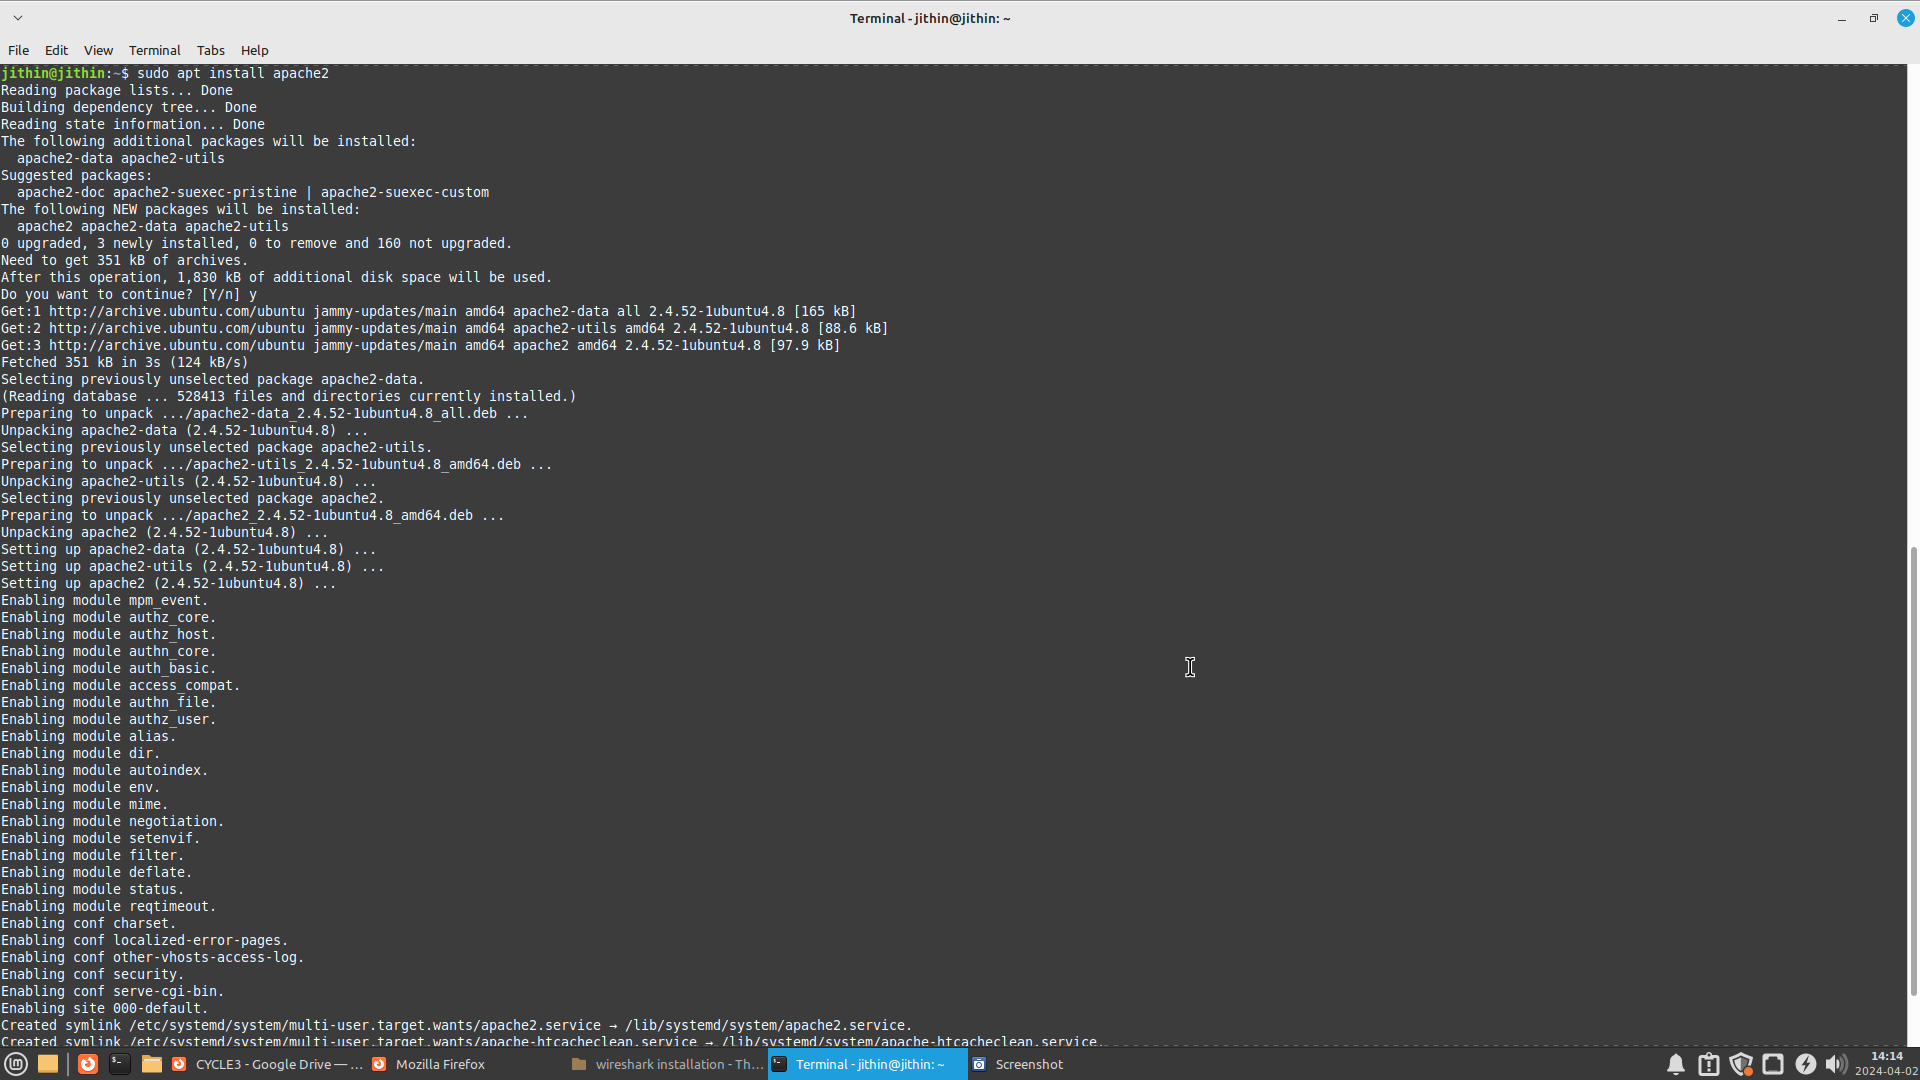 Terminal - jithin@jithin: ~
File Edit View Terminal Tabs Help
jithin@jithin:~$ sudo apt install apache2
Reading package lists... Done
Building dependency tree... Done
Reading state information... Done
The following additional packages will be installed:
  apache2-data apache2-utils
Suggested packages:
  apache2-doc apache2-suexec-pristine | apache2-suexec-custom
The following NEW packages will be installed:
  apache2 apache2-data apache2-utils
0 upgraded, 3 newly installed, 0 to remove and 160 not upgraded.
Need to get 351 kB of archives.
After this operation, 1,830 kB of additional disk space will be used.
Do you want to continue? [Y/n] y
Get:1 http://archive.ubuntu.com/ubuntu jammy-updates/main amd64 apache2-data all 2.4.52-1ubuntu4.8 [165 kB]
Get:2 http://archive.ubuntu.com/ubuntu jammy-updates/main amd64 apache2-utils amd64 2.4.52-1ubuntu4.8 [88.6 kB]
Get:3 http://archive.ubuntu.com/ubuntu jammy-updates/main amd64 apache2 amd64 2.4.52-1ubuntu4.8 [97.9 kB]
Fetched 351 kB in 3s (124 kB/s)
Selecting previously unselected package apache2-data.
(Reading database ... 528413 files and directories currently installed.)
Preparing to unpack .../apache2-data_2.4.52-1ubuntu4.8_all.deb ...
Unpacking apache2-data (2.4.52-1ubuntu4.8) ...
Selecting previously unselected package apache2-utils.
Preparing to unpack .../apache2-utils_2.4.52-1ubuntu4.8_amd64.deb ...
Unpacking apache2-utils (2.4.52-1ubuntu4.8) ...
Selecting previously unselected package apache2.
Preparing to unpack .../apache2_2.4.52-1ubuntu4.8_amd64.deb ...
Unpacking apache2 (2.4.52-1ubuntu4.8) ...
Setting up apache2-data (2.4.52-1ubuntu4.8) ...
Setting up apache2-utils (2.4.52-1ubuntu4.8) ...
Setting up apache2 (2.4.52-1ubuntu4.8) ...
Enabling module mpm_event.
Enabling module authz_core.
Enabling module authz_host.
Enabling module authn_core.
Enabling module auth_basic.
Enabling module access_compat.
Enabling module authn_file.
Enabling module authz_user.
Enabling module alias.
Enabling module dir.
Enabling module autoindex.
Enabling module env.
Enabling module mime.
Enabling module negotiation.
Enabling module setenvif.
Enabling module filter.
Enabling module deflate.
Enabling module status.
Enabling module reqtimeout.
Enabling conf charset.
Enabling conf localized-error-pages.
Enabling conf other-vhosts-access-log.
Enabling conf security.
Enabling conf serve-cgi-bin.
Enabling site 000-default.
Created symlink /etc/systemd/system/multi-user.target.wants/apache2.service → /lib/systemd/system/apache2.service.
Created symlink /etc/systemd/system/multi-user.target.wants/apache-htcacheclean.service → /lib/systemd/system/apache-htcacheclean.service.
CYCLE3 - Google Drive — ... Mozilla Firefox wireshark installation - Th... Terminal - jithin@jithin: ~ Screenshot 14:14
2024-04-02